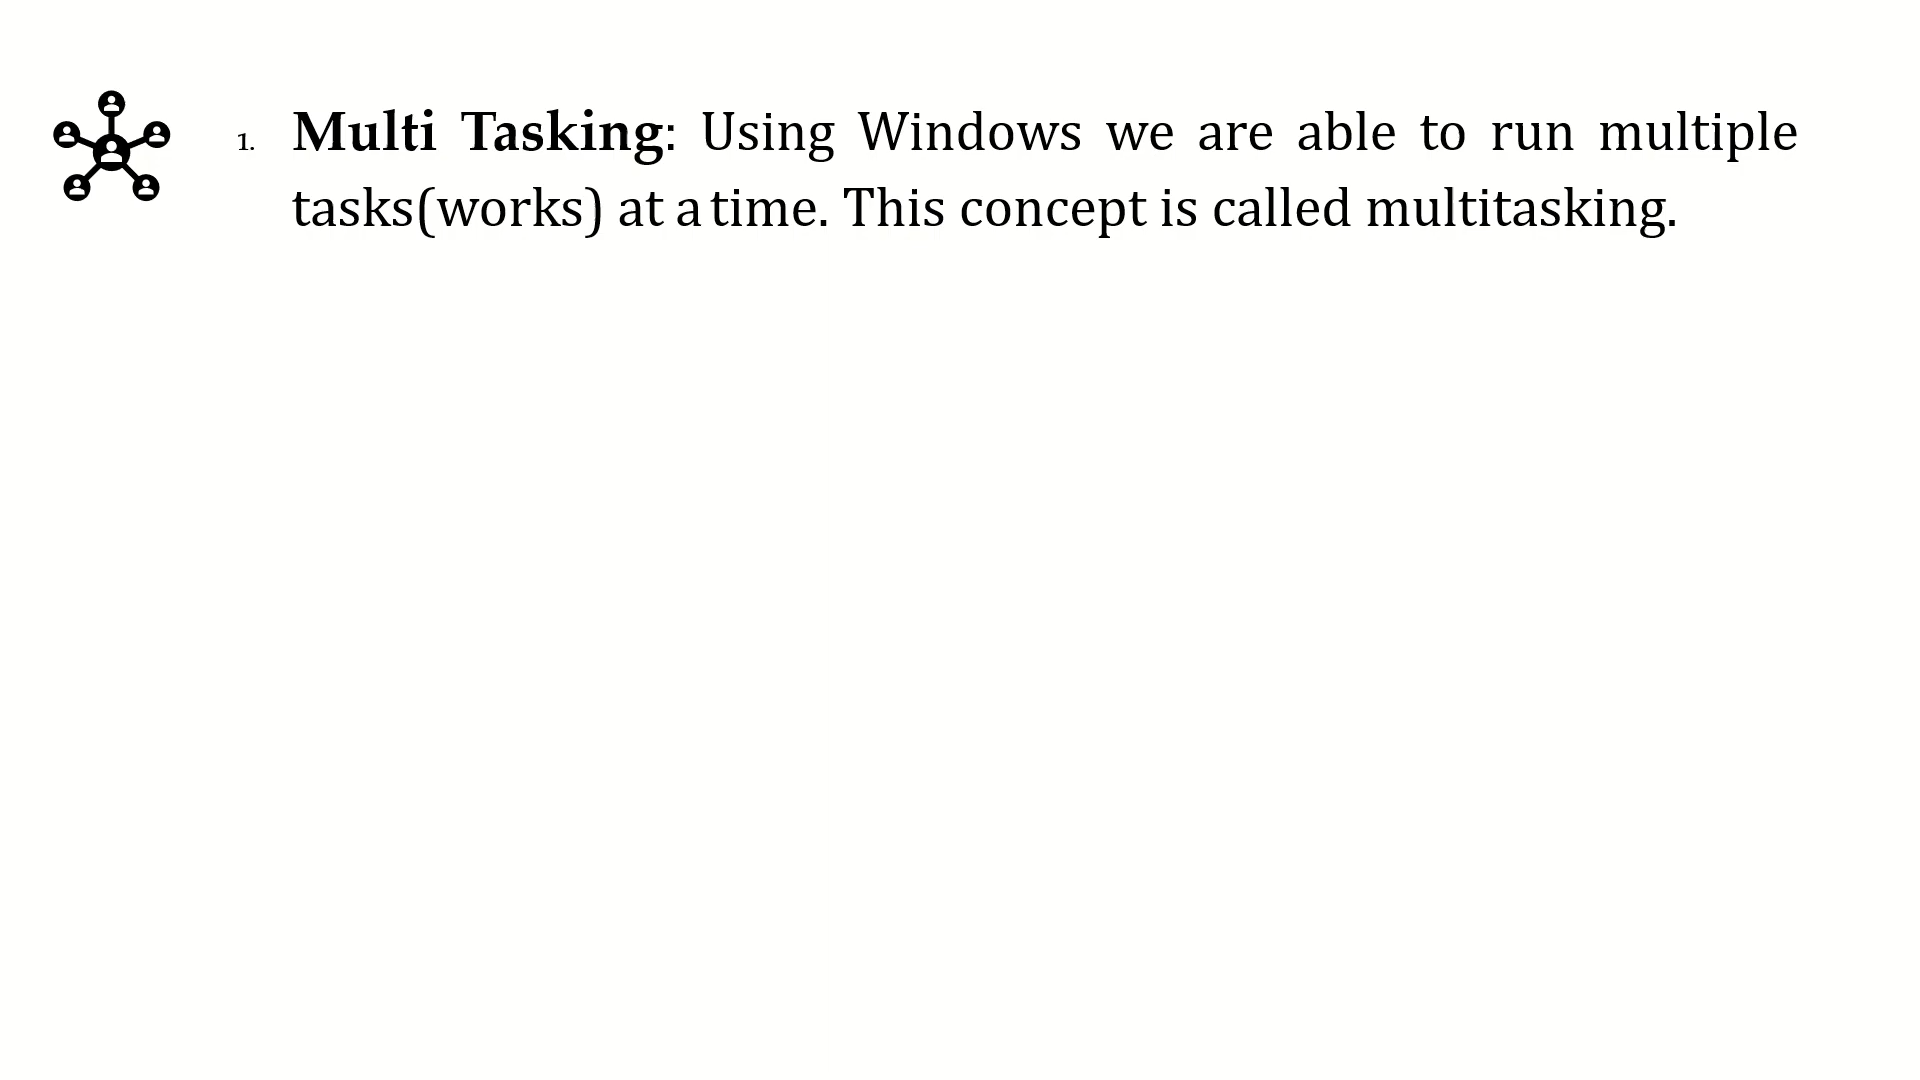 1. Multi Tasking: Using Windows we are able to run multiple
tasks(works) at a time. This concept is called multitasking.